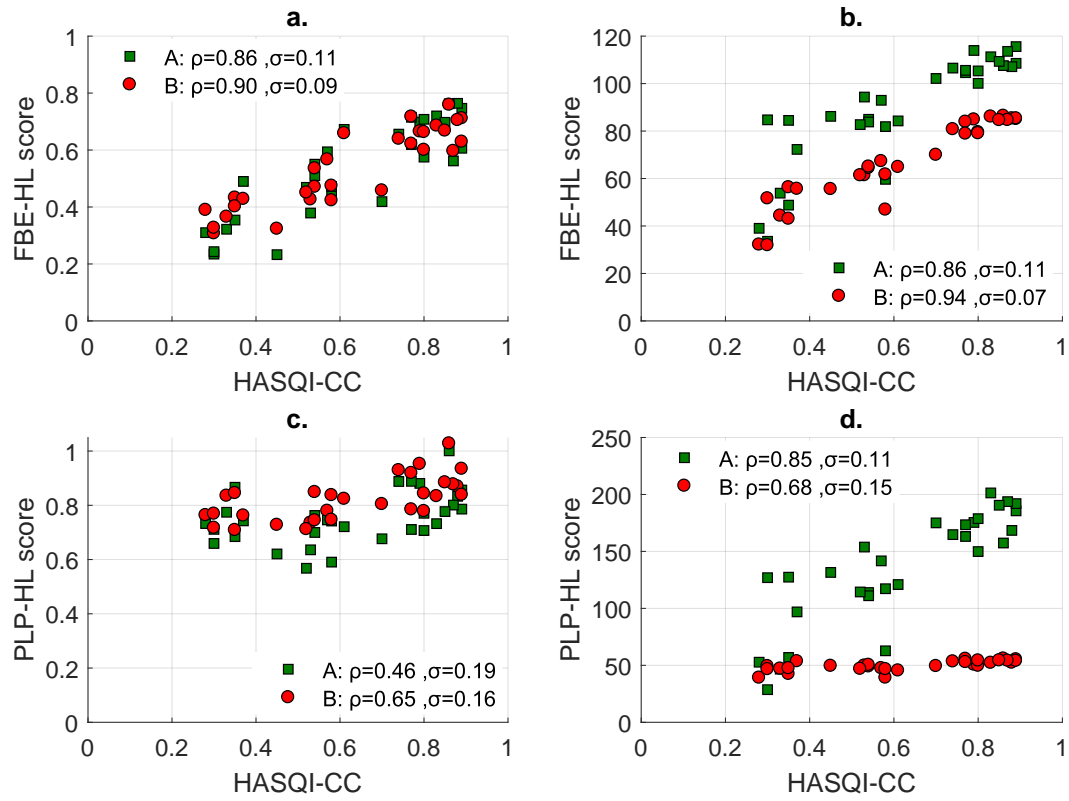 a.
A: ρ=0.86 ,σ=0.11
B: ρ=0.90 ,σ=0.09
FBE-HL score
1
0.8
0.6
0.4
0.2
0
0 0.2 0.4 0.6 0.8 1
HASQI-CC
b.
FBE-HL score
120
100
80
60
40
20
0
A: ρ=0.86 ,σ=0.11
B: ρ=0.94 ,σ=0.07
0 0.2 0.4 0.6 0.8 1
HASQI-CC
c.
PLP-HL score
1
0.8
0.6
0.4
0.2
0
A: ρ=0.46 ,σ=0.19
B: ρ=0.65 ,σ=0.16
0 0.2 0.4 0.6 0.8 1
HASQI-CC
d.
A: ρ=0.85 ,σ=0.11
B: ρ=0.68 ,σ=0.15
PLP-HL score
250
200
150
100
50
0
0 0.2 0.4 0.6 0.8 1
HASQI-CC